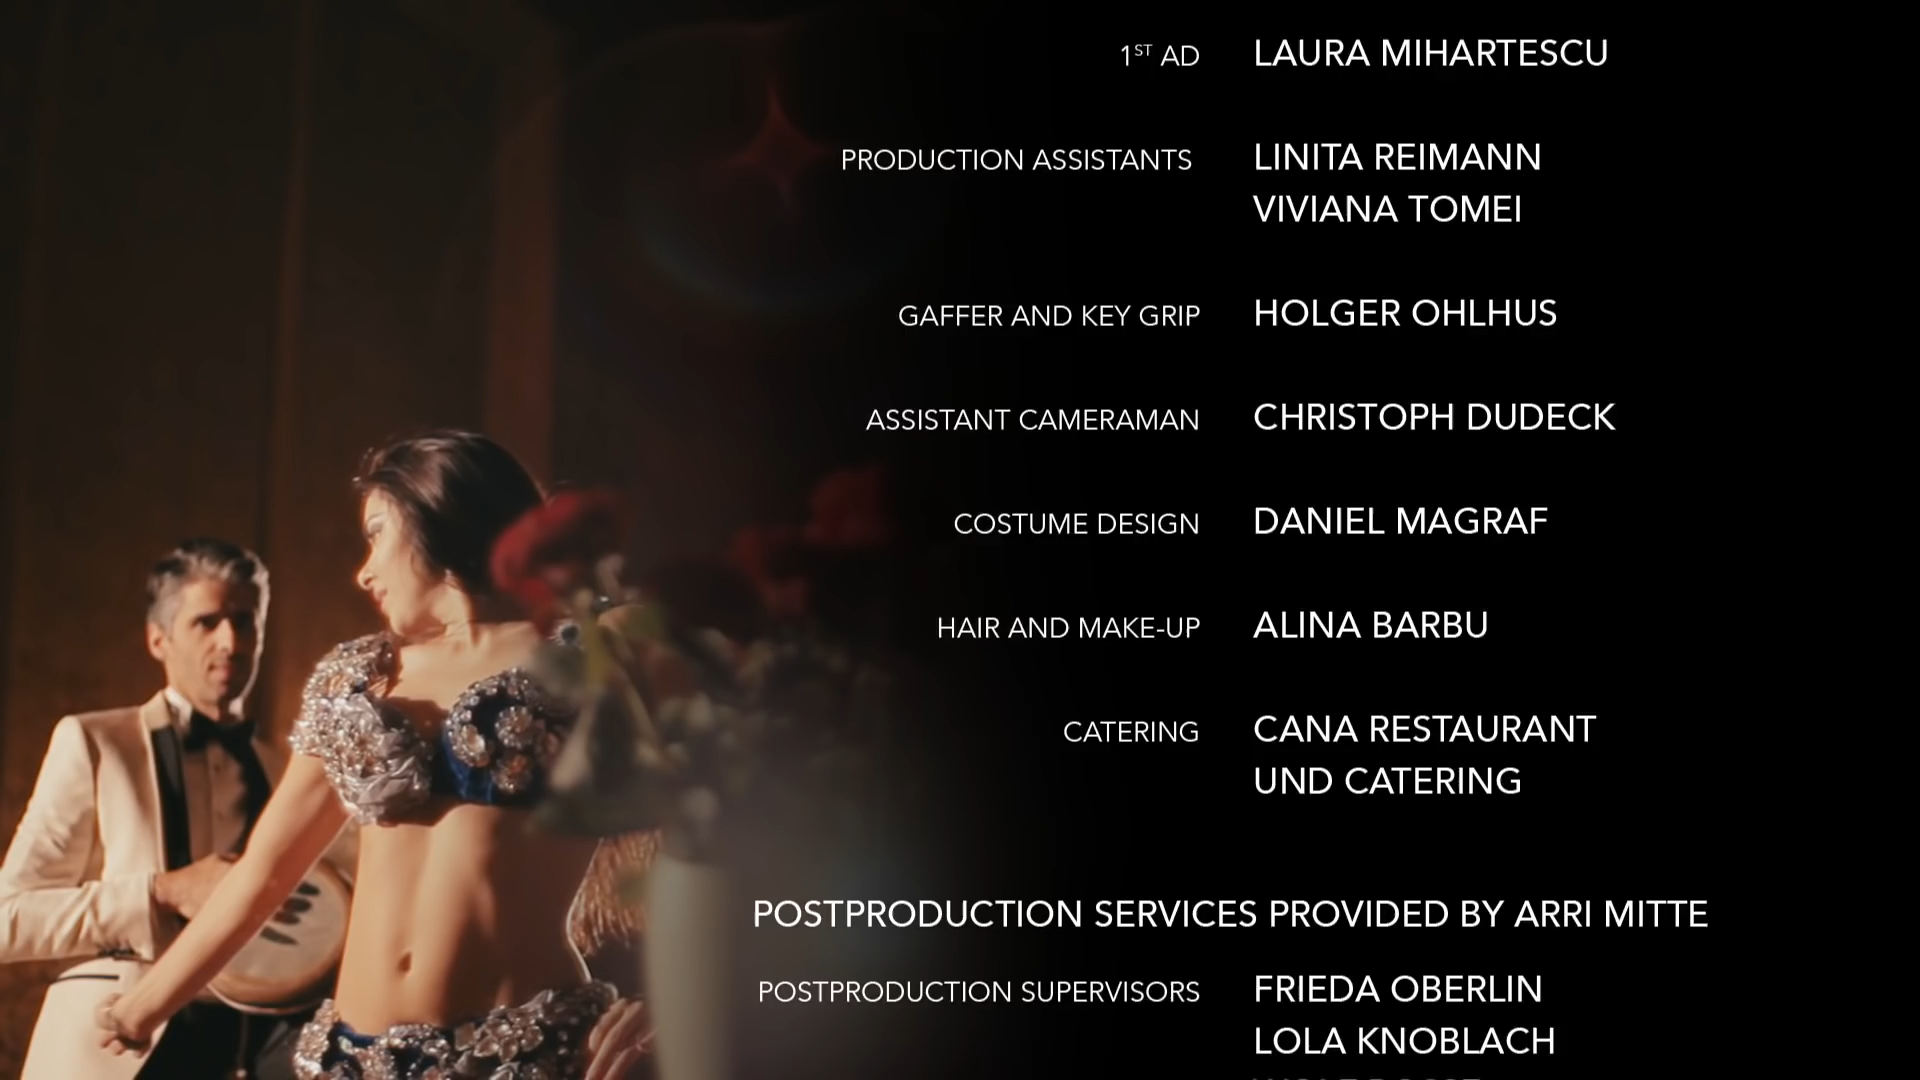 1ST AD LAURA MIHARTESCU
PRODUCTION ASSISTANTS LINITA REIMANN
VIVIANA TOMEI
GAFFER AND KEY GRIP HOLGER OHLHUS
ASSISTANT CAMERAMAN CHRISTOPH DUDECK
COSTUME DESIGN DANIEL MAGRAF
HAIR AND MAKE-UP ALINA BARBU
CATERING CANA RESTAURANT
UND CATERING
POSTPRODUCTION SERVICES PROVIDED BY ARRI MITTE
POSTPRODUCTION SUPERVISORS FRIEDA OBERLIN
LOLA KNOBLACH